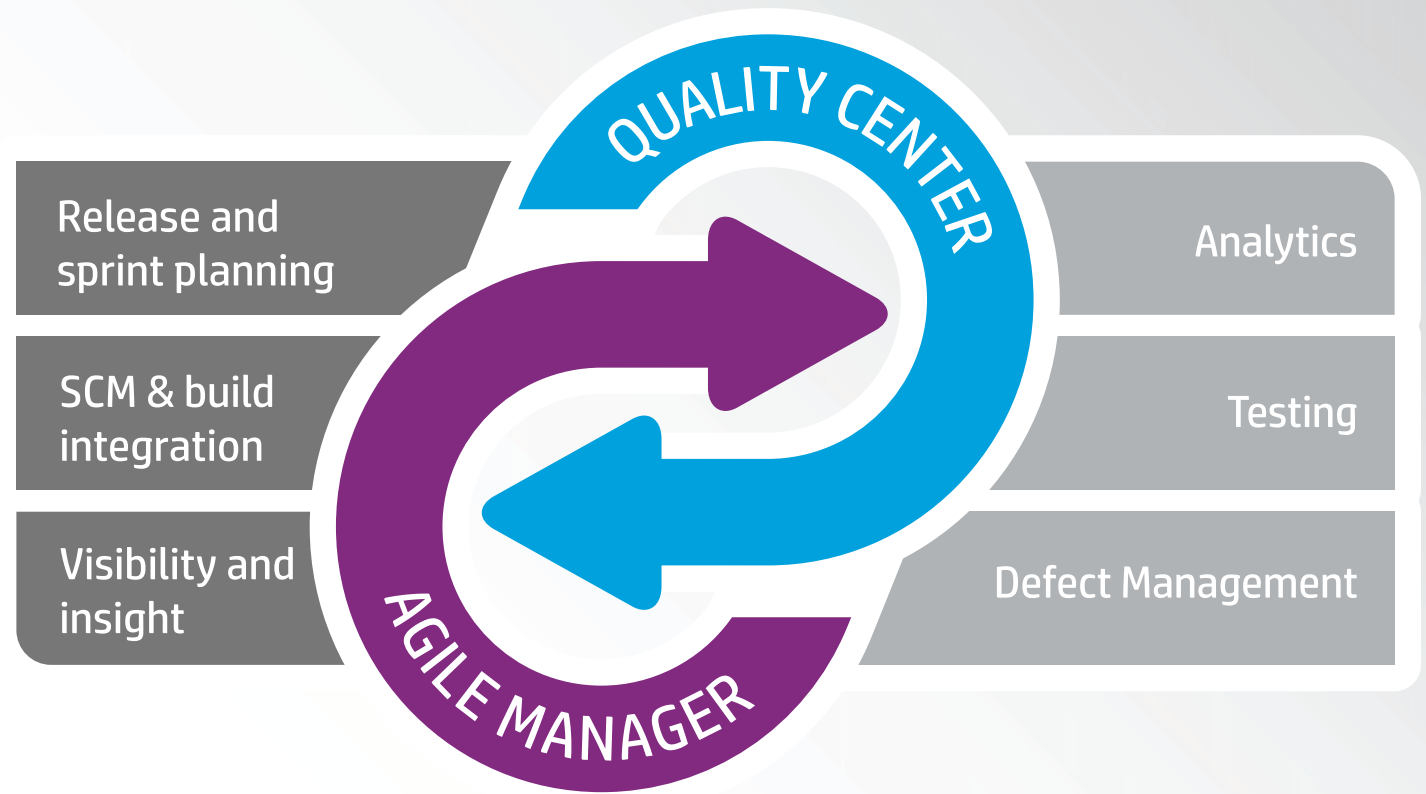 QUALITY CENTER
Release and
sprint planning
SCM & build
integration
Visibility and
insight
Analytics
Testing
Defect Management
AGILE MANAGER